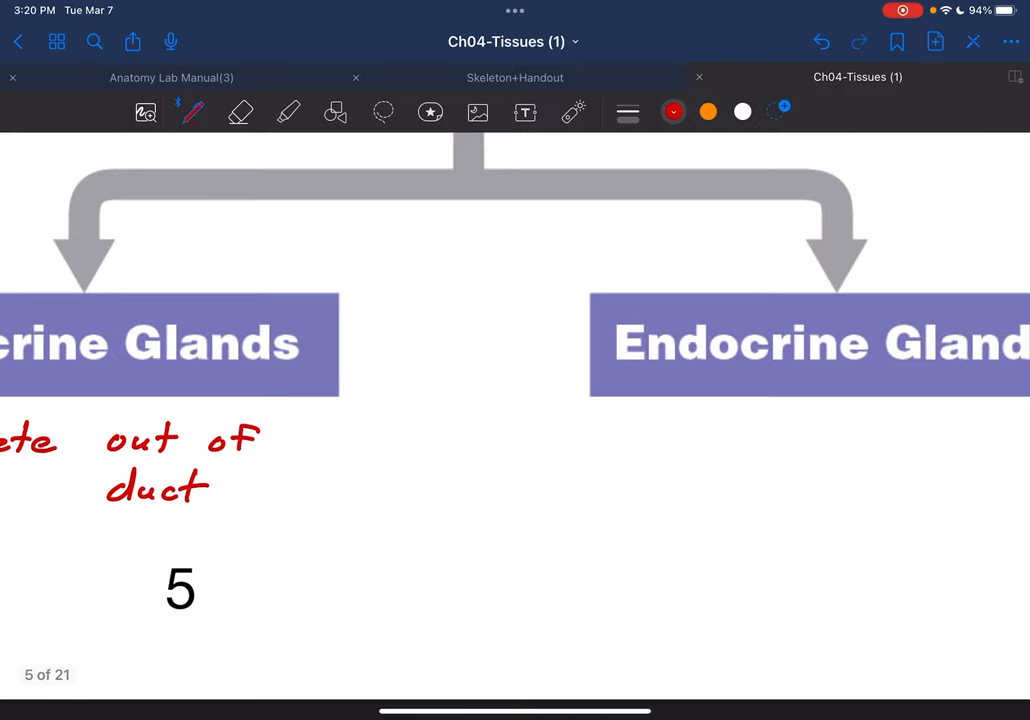 3:20 PM Tue Mar 7
94%
Ch04-Tissues (1)
Anatomy Lab Manual(3)
Skeleton+Handout
Ch04-Tissues (1)
T
crine Glands
Endocrine Gland
ete out of
duct
5
5 of 21